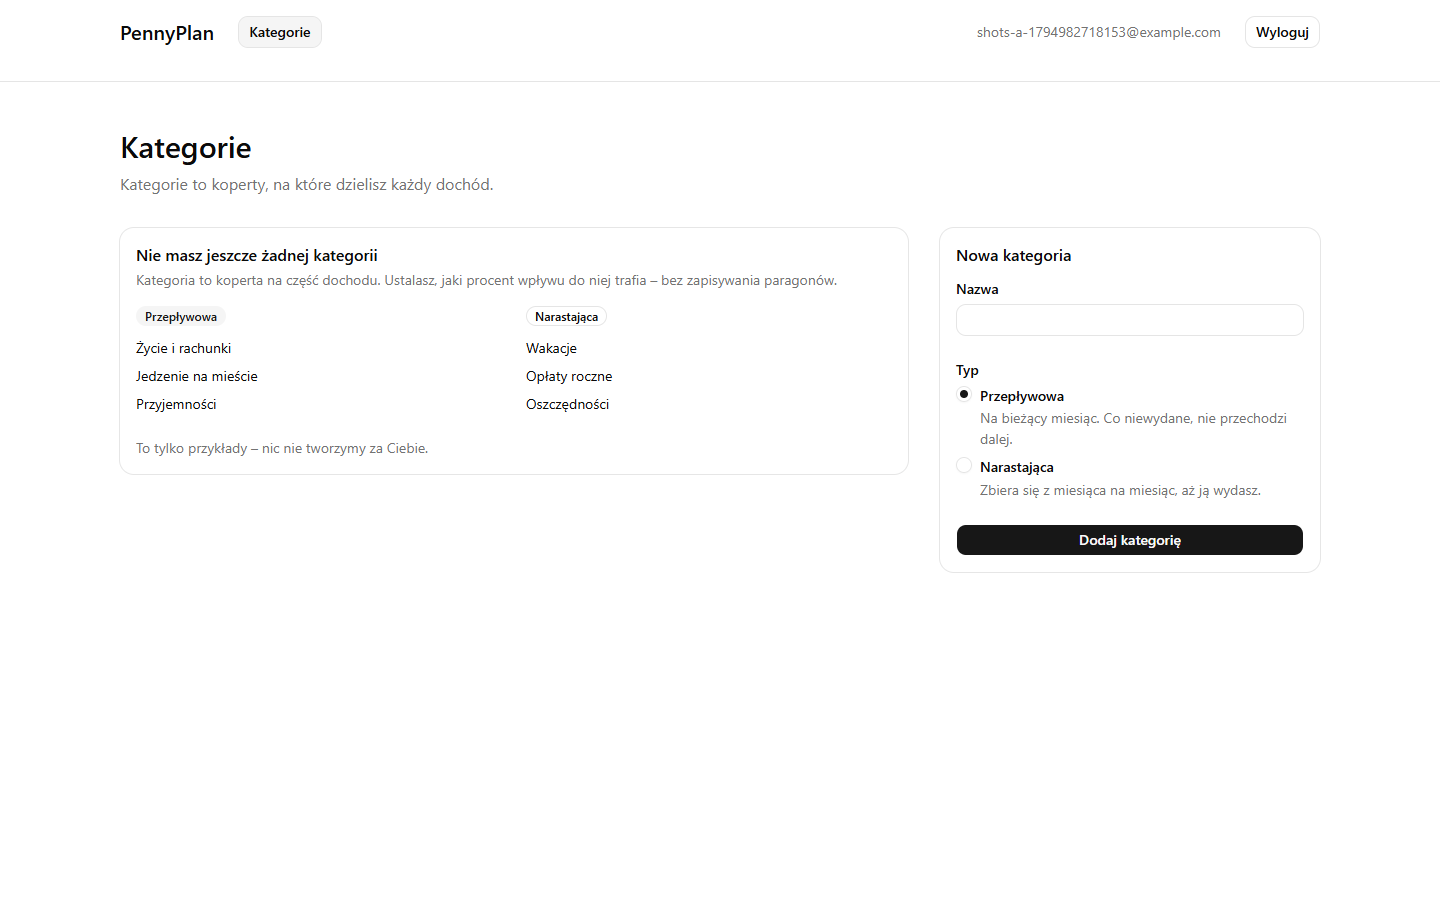 PennyPlan
Kategorie
shots-a-1794982718153@example.com
Wyloguj
Kategorie
Kategorie to koperty, na które dzielisz każdy dochód.
Nie masz jeszcze żadnej kategorii
Kategoria to koperta na część dochodu. Ustalasz, jaki procent wpływu do niej trafia – bez zapisywania paragonów.
Przepływowa
Życie i rachunki
Jedzenie na mieście
Przyjemności
Narastająca
Wakacje
Opłaty roczne
Oszczędności
To tylko przykłady – nic nie tworzymy za Ciebie.
Nowa kategoria
Nazwa
Typ
Przepływowa
Na bieżący miesiąc. Co niewydane, nie przechodzi
dalej.
Narastająca
Zbiera się z miesiąca na miesiąc, aż ją wydasz.
Dodaj kategorię